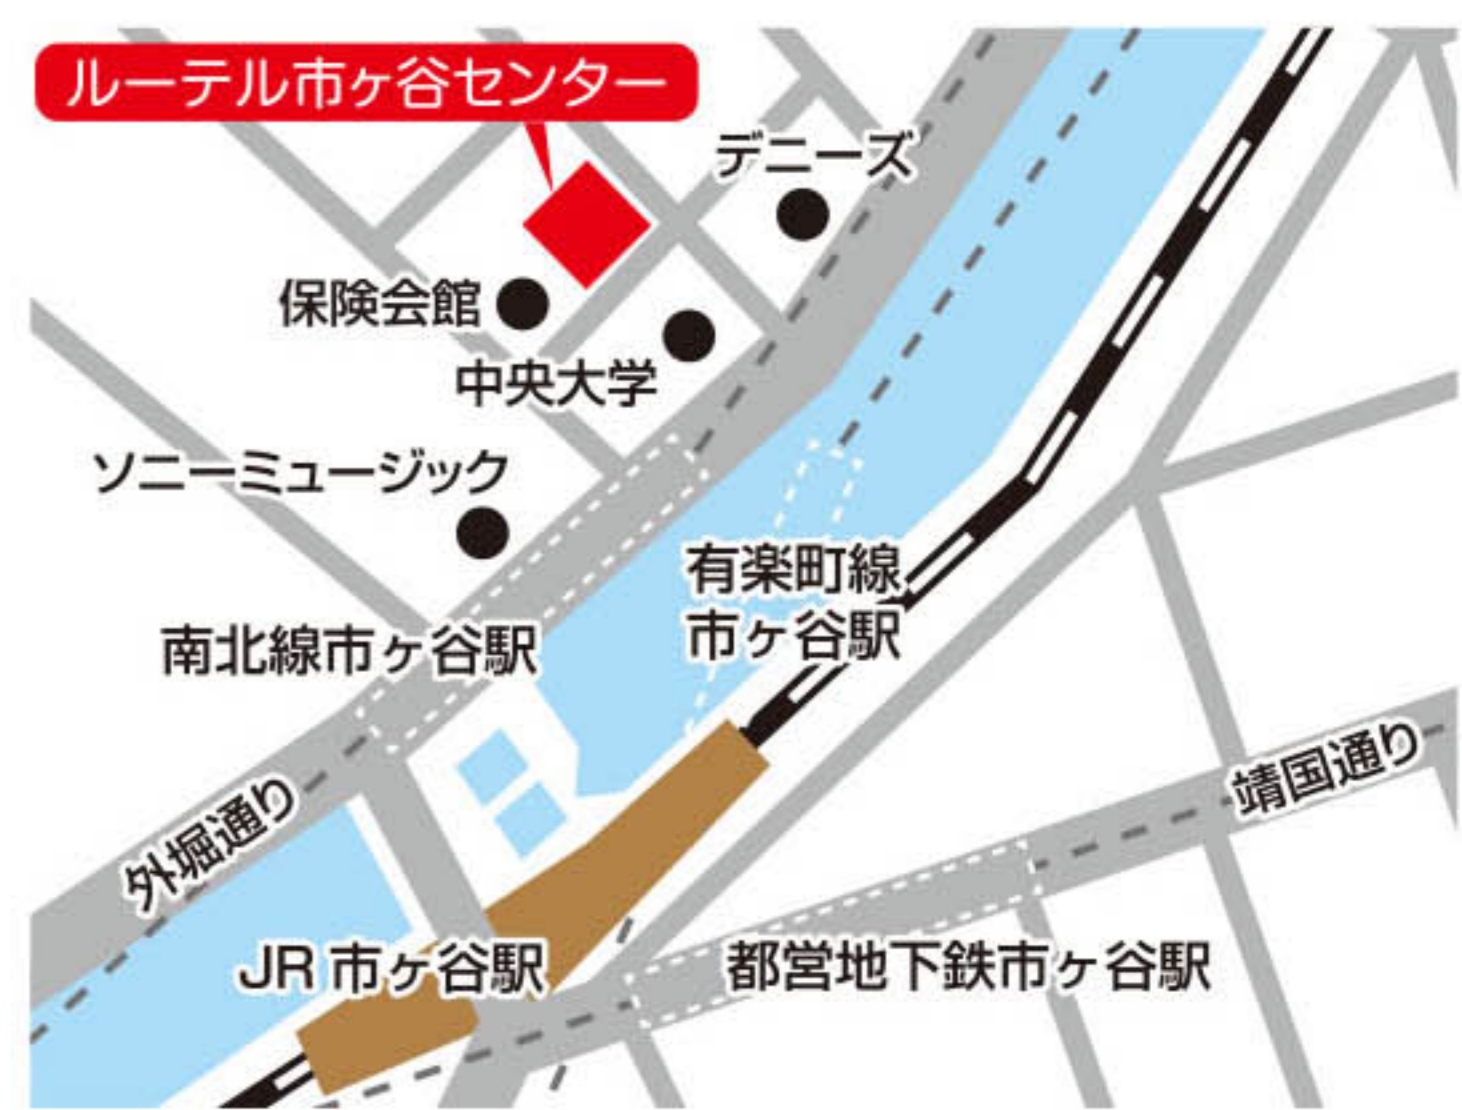 ルーテル市ヶ谷センター
デニーズ
保険会館
中央大学
ソニーミュージック
有楽町線
市ヶ谷駅
南北線市ヶ谷駅
外堀通り
靖国通り
JR 市ヶ谷駅
都営地下鉄市ヶ谷駅